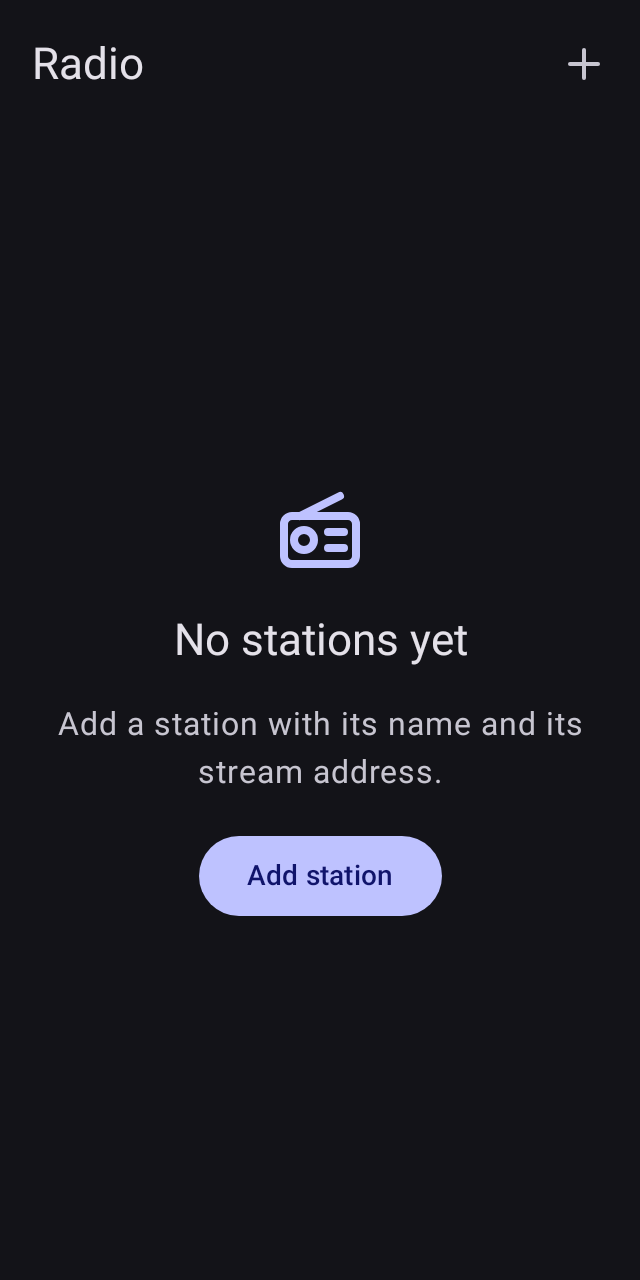 Radio
No stations yet
Add a station with its name and its
stream address.
Add station